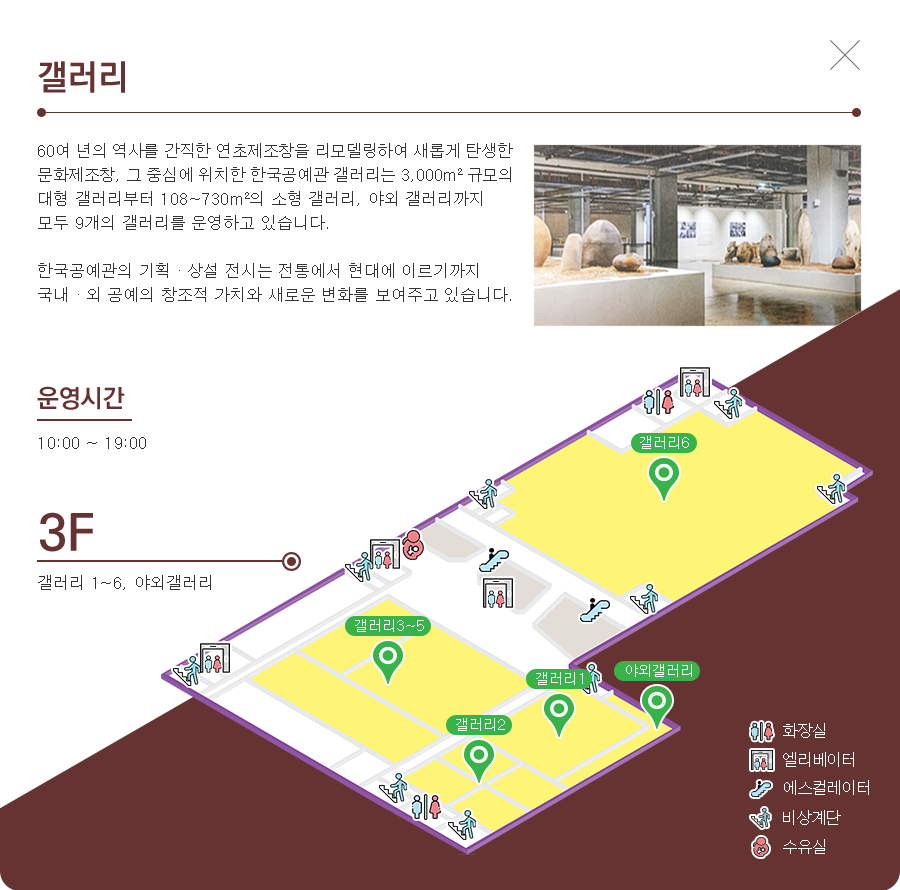 갤러리
60여 년의 역사를 간직한 연초제조창을 리모델링하여 새롭게 탄생한
문화제조창, 그 중심에 위치한 한국공예관 갤러리는 3,000m² 규모의
대형 갤러리부터 108~730m²의 소형 갤러리, 야외 갤러리까지
모두 9개의 갤러리를 운영하고 있습니다.
한국공예관의 기획 · 상설 전시는 전통에서 현대에 이르기까지
국내 · 외 공예의 창조적 가치와 새로운 변화를 보여주고 있습니다.
운영시간
10:00 ~ 19:00
3F
갤러리 1~6, 야외갤러리
갤러리6
갤러리3~5
갤러리1
야외갤러리
갤러리2
화장실
엘리베이터
에스컬레이터
비상계단
수유실